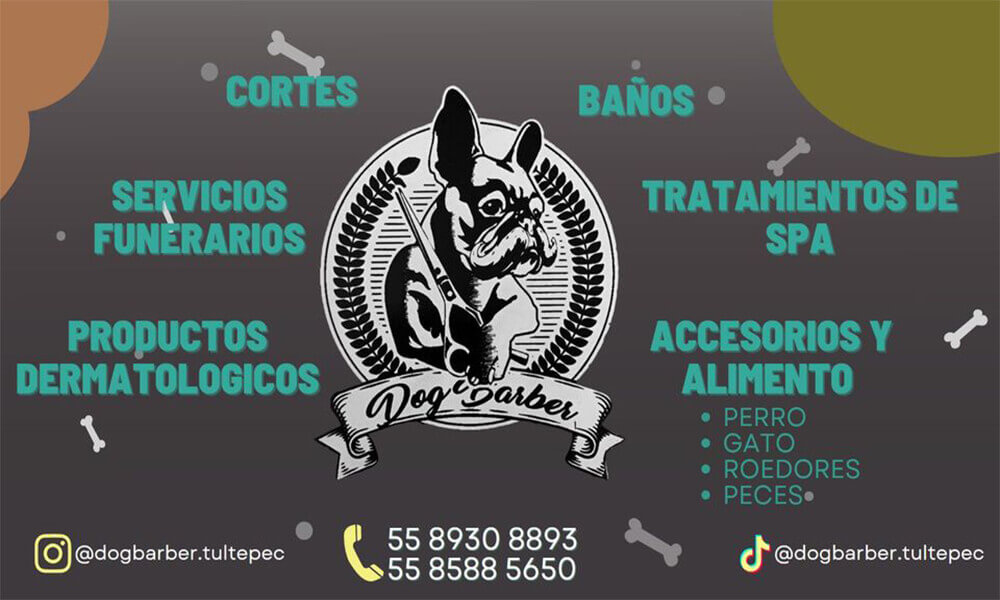 CORTES
BAÑOS
SERVICIOS
FUNERARIOS
TRATAMIENTOS DE
SPA
PRODUCTOS
DERMATOLOGICOS
ACCESORIOS Y
ALIMENTO
• PERRO
• GATO
• ROEDORES
• PECES
Dog Barber
@dogbarber.tultepec
55 8930 8893
55 8588 5650
@dogbarber.tultepec